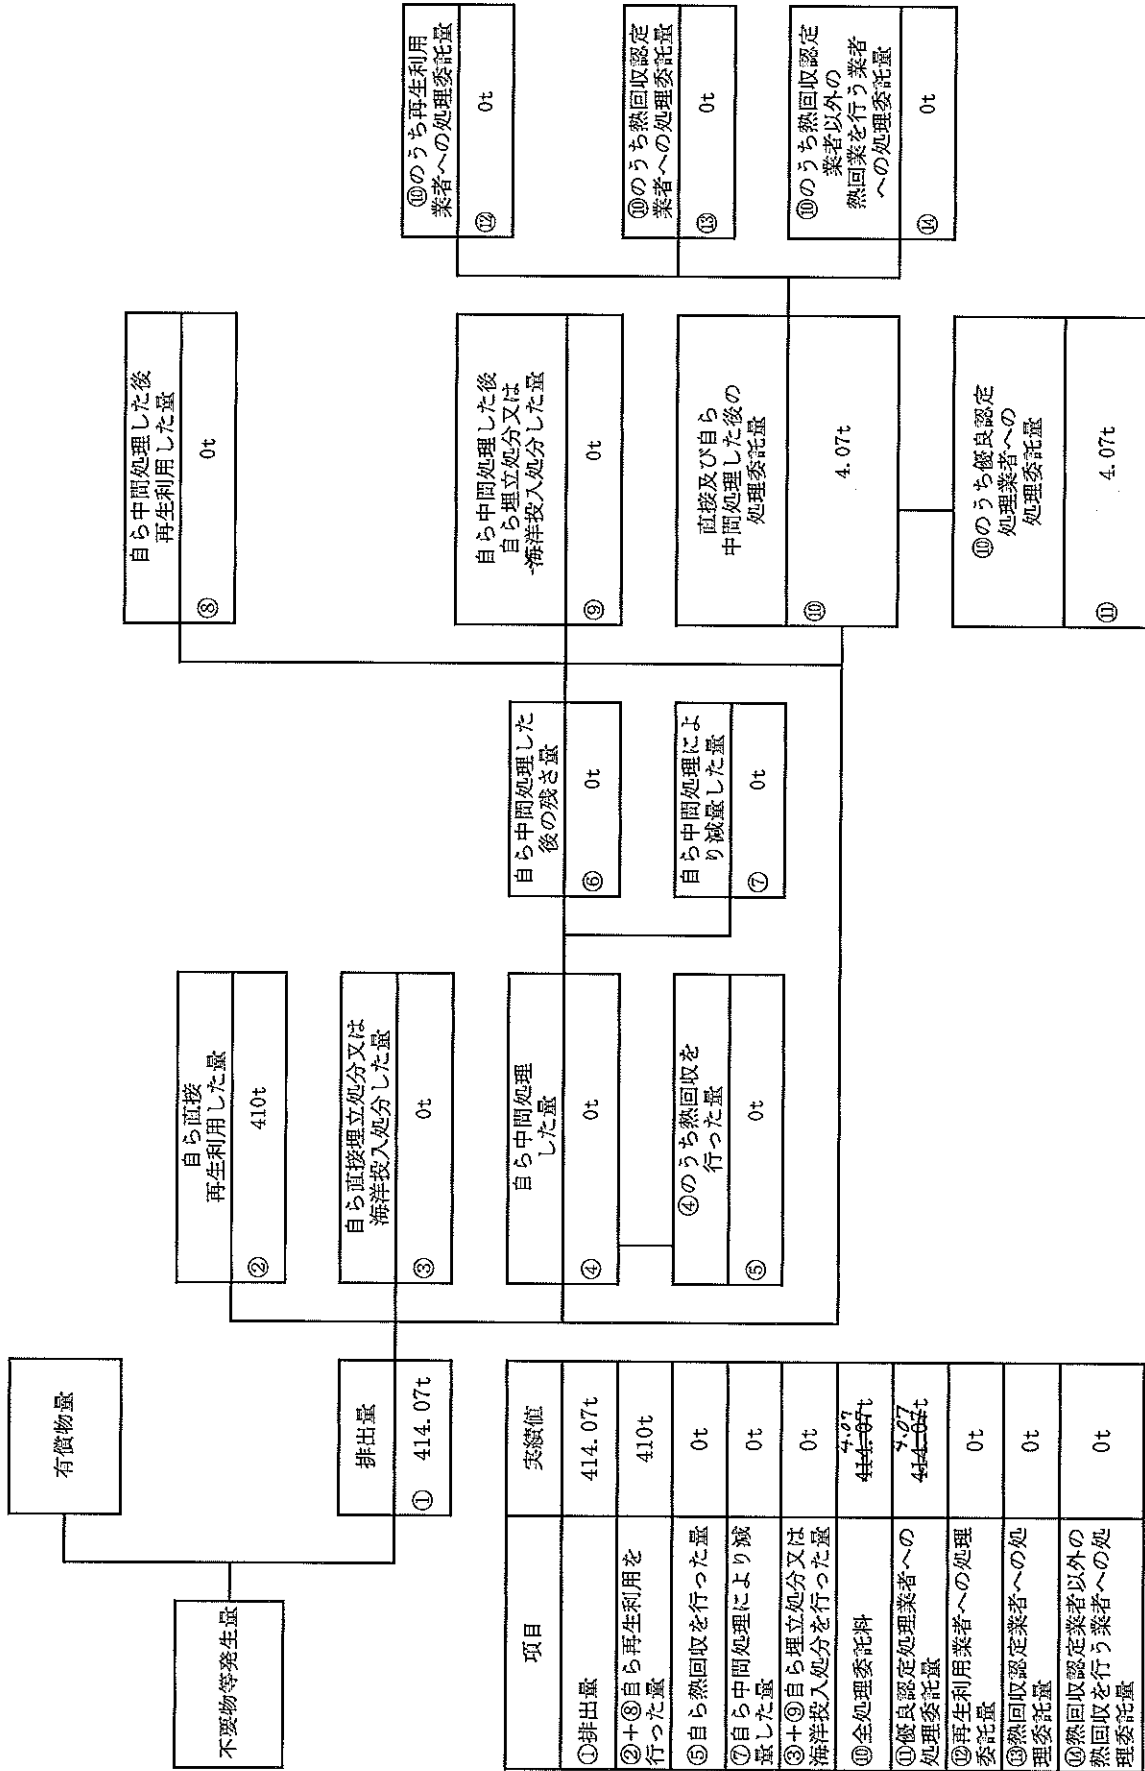 不要物等発生量
有償物量
排出量
① 414.07t
自ら直接
再生利用した量
② 410t
自ら直接埋立処分又は
海洋投入処分した量
③ 0t
自ら中間処理
した量
④ 0t
④のうち熱回収を
行った量
⑤ 0t
自ら中間処理した
後の残さ量
⑥ 0t
自ら中間処理によ
り減量した量
⑦ 0t
自ら中間処理した後
再生利用した量
⑧ 0t
自ら中間処理した後
自ら埋立処分又は
海洋投入処分した量
⑨ 0t
直接及び自ら
中間処理した後の
処理委託量
⑩ 4.07t
⑩のうち優良認定
処理業者への
処理委託量
⑪ 4.07t
⑩のうち再生利用
業者への処理委託量
⑫ 0t
⑩のうち熱回収認定
業者への処理委託量
⑬ 0t
⑩のうち熱回収認定
業者以外の
熱回業を行う業者
への処理委託量
⑭ 0t
項目 実績値
①排出量 414.07t
②+⑧自ら再生利用を
行った量 410t
⑤自ら熱回収を行った量 0t
⑦自ら中間処理により減
量した量 0t
③+⑨自ら埋立処分又は
海洋投入処分を行った量 0t
4.07
⑩全処理委託料 414.07t
4.07
⑪優良認定処理業者への
処理委託量 414.07t
⑫再生利用業者への処理
委託量 0t
⑬熱回収認定業者への処
理委託量 0t
⑭熱回収認定業者以外の
熱回収を行う業者への処
理委託量 0t